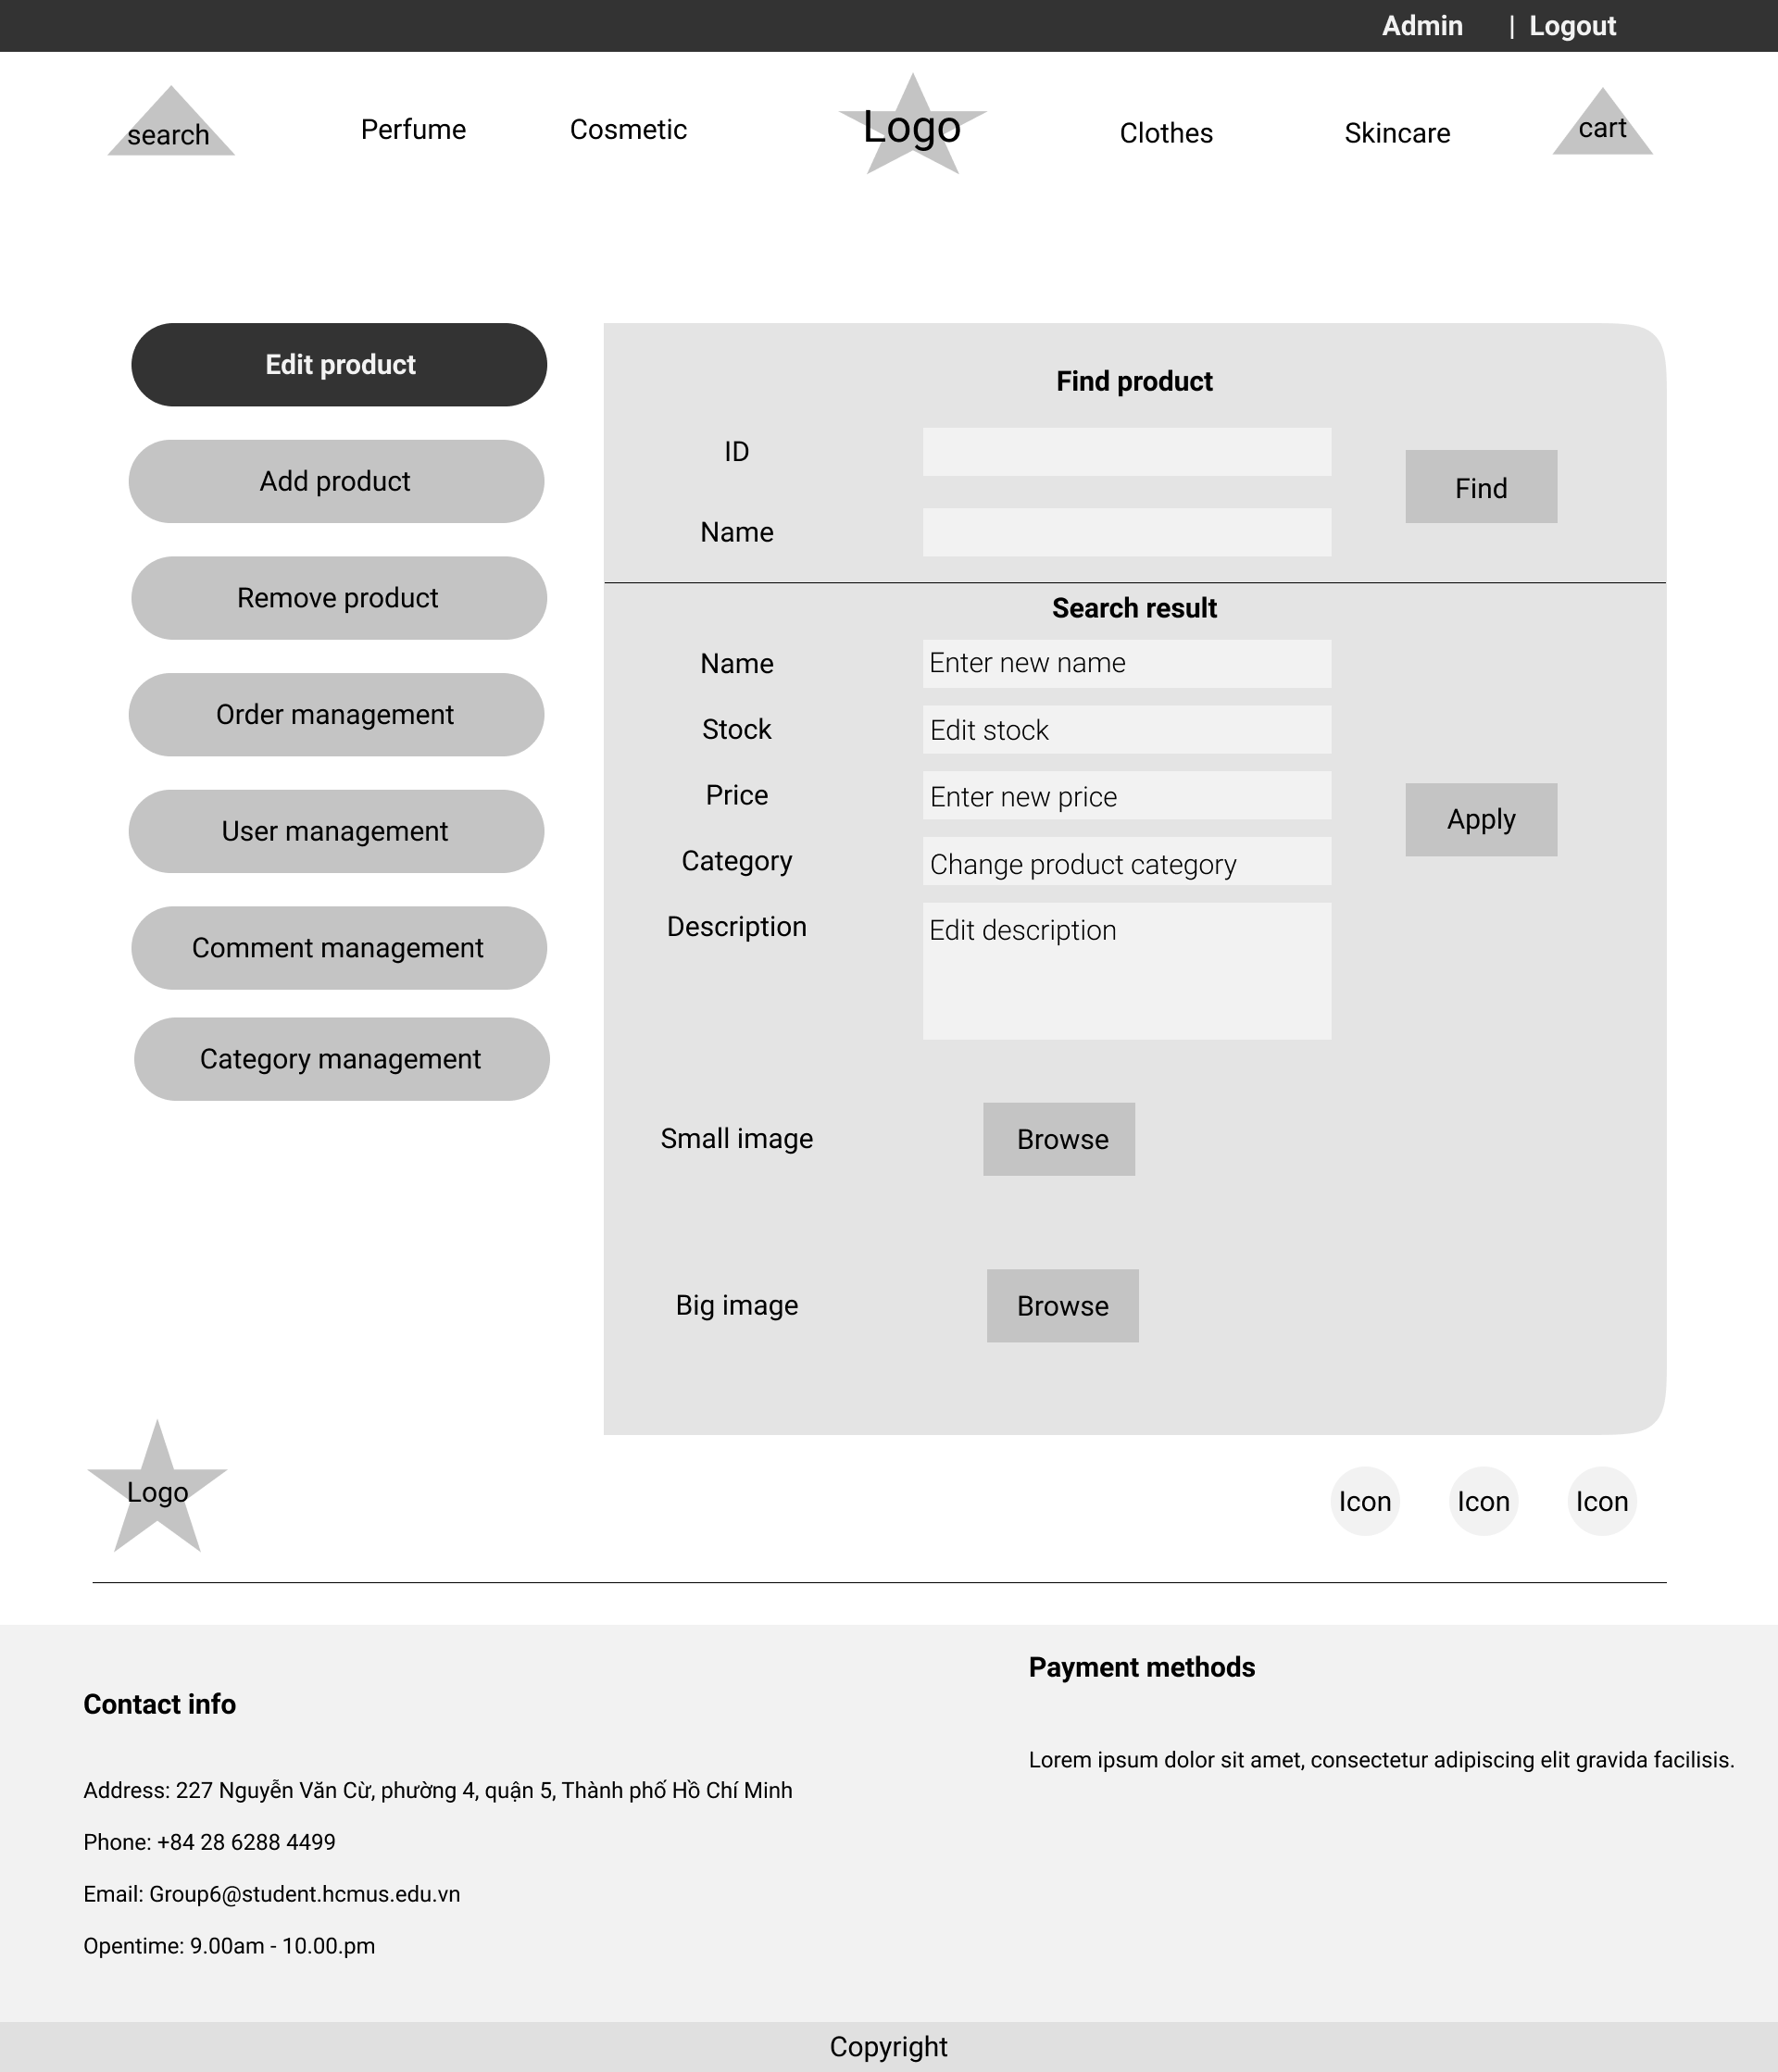 Admin | Logout
search
Perfume
Cosmetic
Logo
Clothes
Skincare
cart
Edit product
Add product
Remove product
Order management
User management
Comment management
Category management
Find product
ID
Find
Name
Search result
Name
Enter new name
Stock
Edit stock
Price
Enter new price
Apply
Category
Change product category
Description
Edit description
Small image
Browse
Big image
Browse
Logo
Icon
Icon
Icon
Contact info
Address: 227 Nguyễn Văn Cừ, phường 4, quận 5, Thành phố Hồ Chí Minh
Phone: +84 28 6288 4499
Email: Group6@student.hcmus.edu.vn
Opentime: 9.00am - 10.00.pm
Payment methods
Lorem ipsum dolor sit amet, consectetur adipiscing elit gravida facilisis.
Copyright